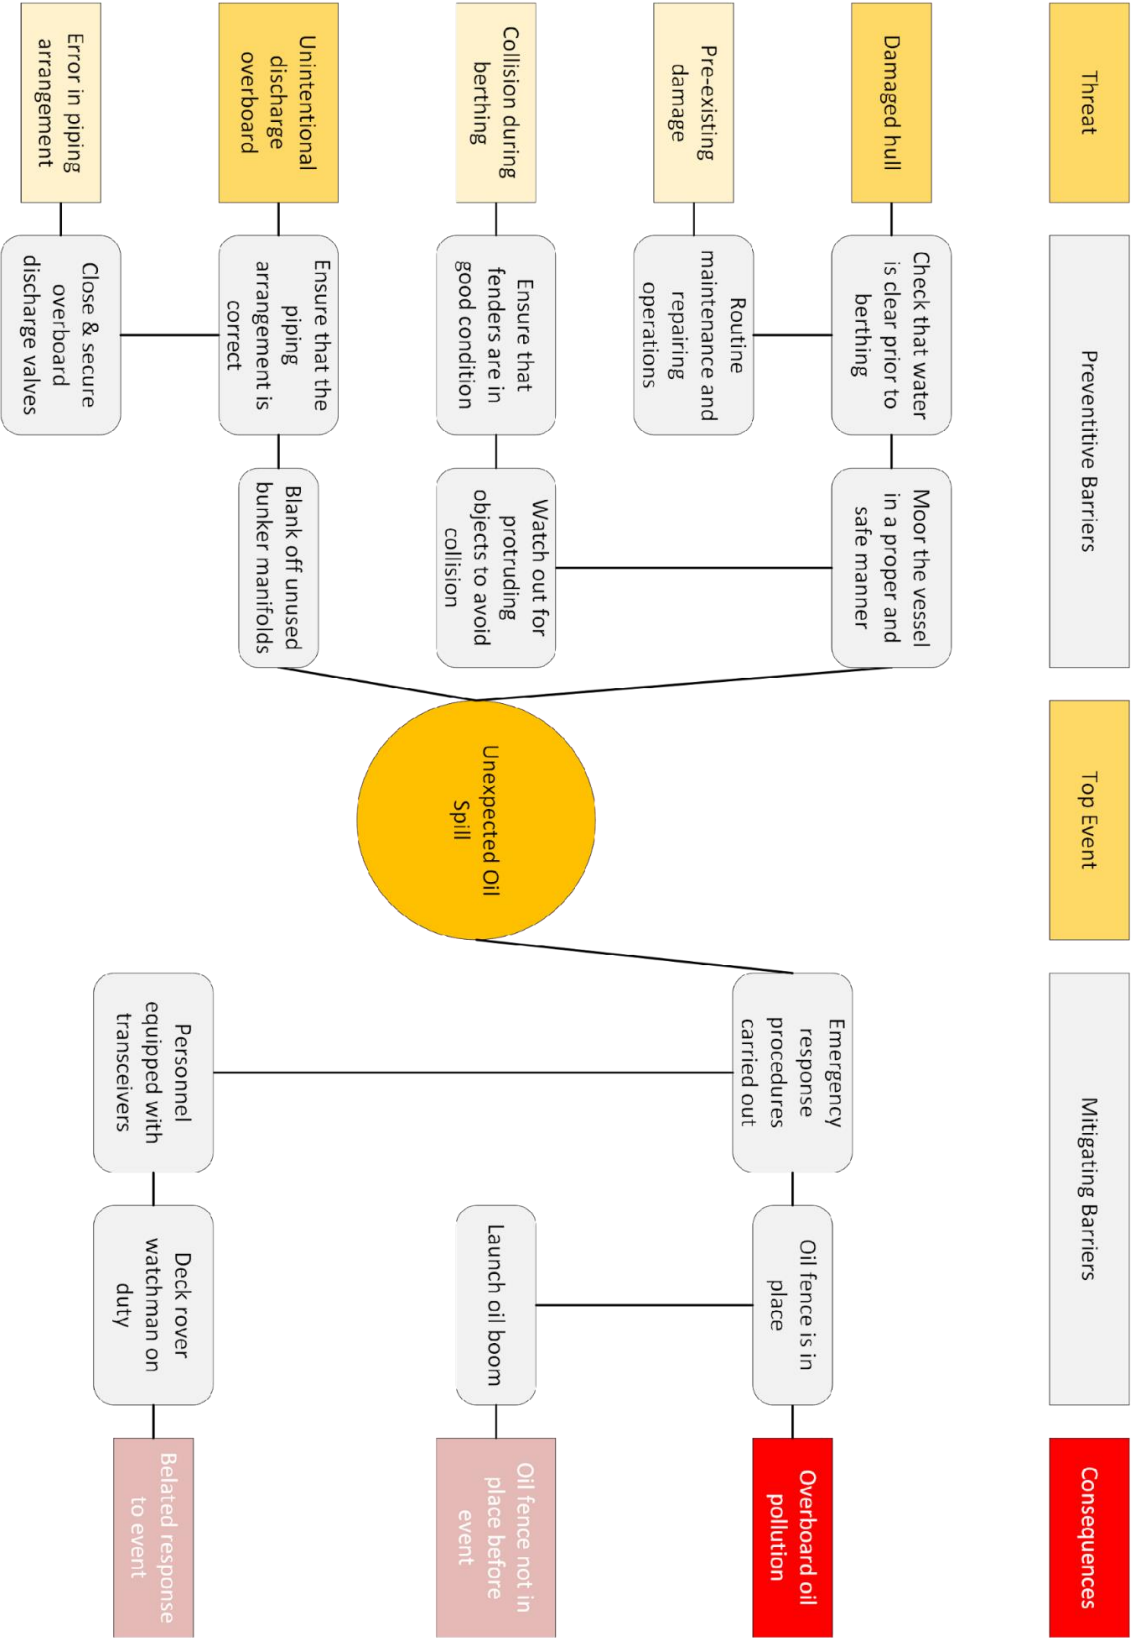 Threat
Preventitive Barriers
Top Event
Mitigating Barriers
Consequences
Damaged hull
Check that water
is clear prior to
berthing
Moor the vessel
in a proper and
safe manner
Pre-existing
damage
Routine
maintenance and
repairing
operations
Collision during
berthing
Ensure that
fenders are in
good condition
Watch out for
protruding
objects to avoid
collision
Unintentional
discharge
overboard
Ensure that the
piping
arrangement is
correct
Blank off unused
bunker manifolds
Error in piping
arrangement
Close & secure
overboard
discharge valves
Unexpected Oil
Spill
Emergency
response
procedures
carried out
Oil fence is in
place
Overboard oil
pollution
Launch oil boom
Oil fence not in
place before
event
Personnel
equipped with
transceivers
Deck rover
watchman on
duty
Belated response
to event